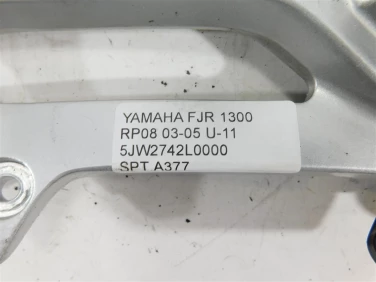 YAMAHA FJR 1300
RP08 03-05 U-11
5JW2742L0000
SPT A377